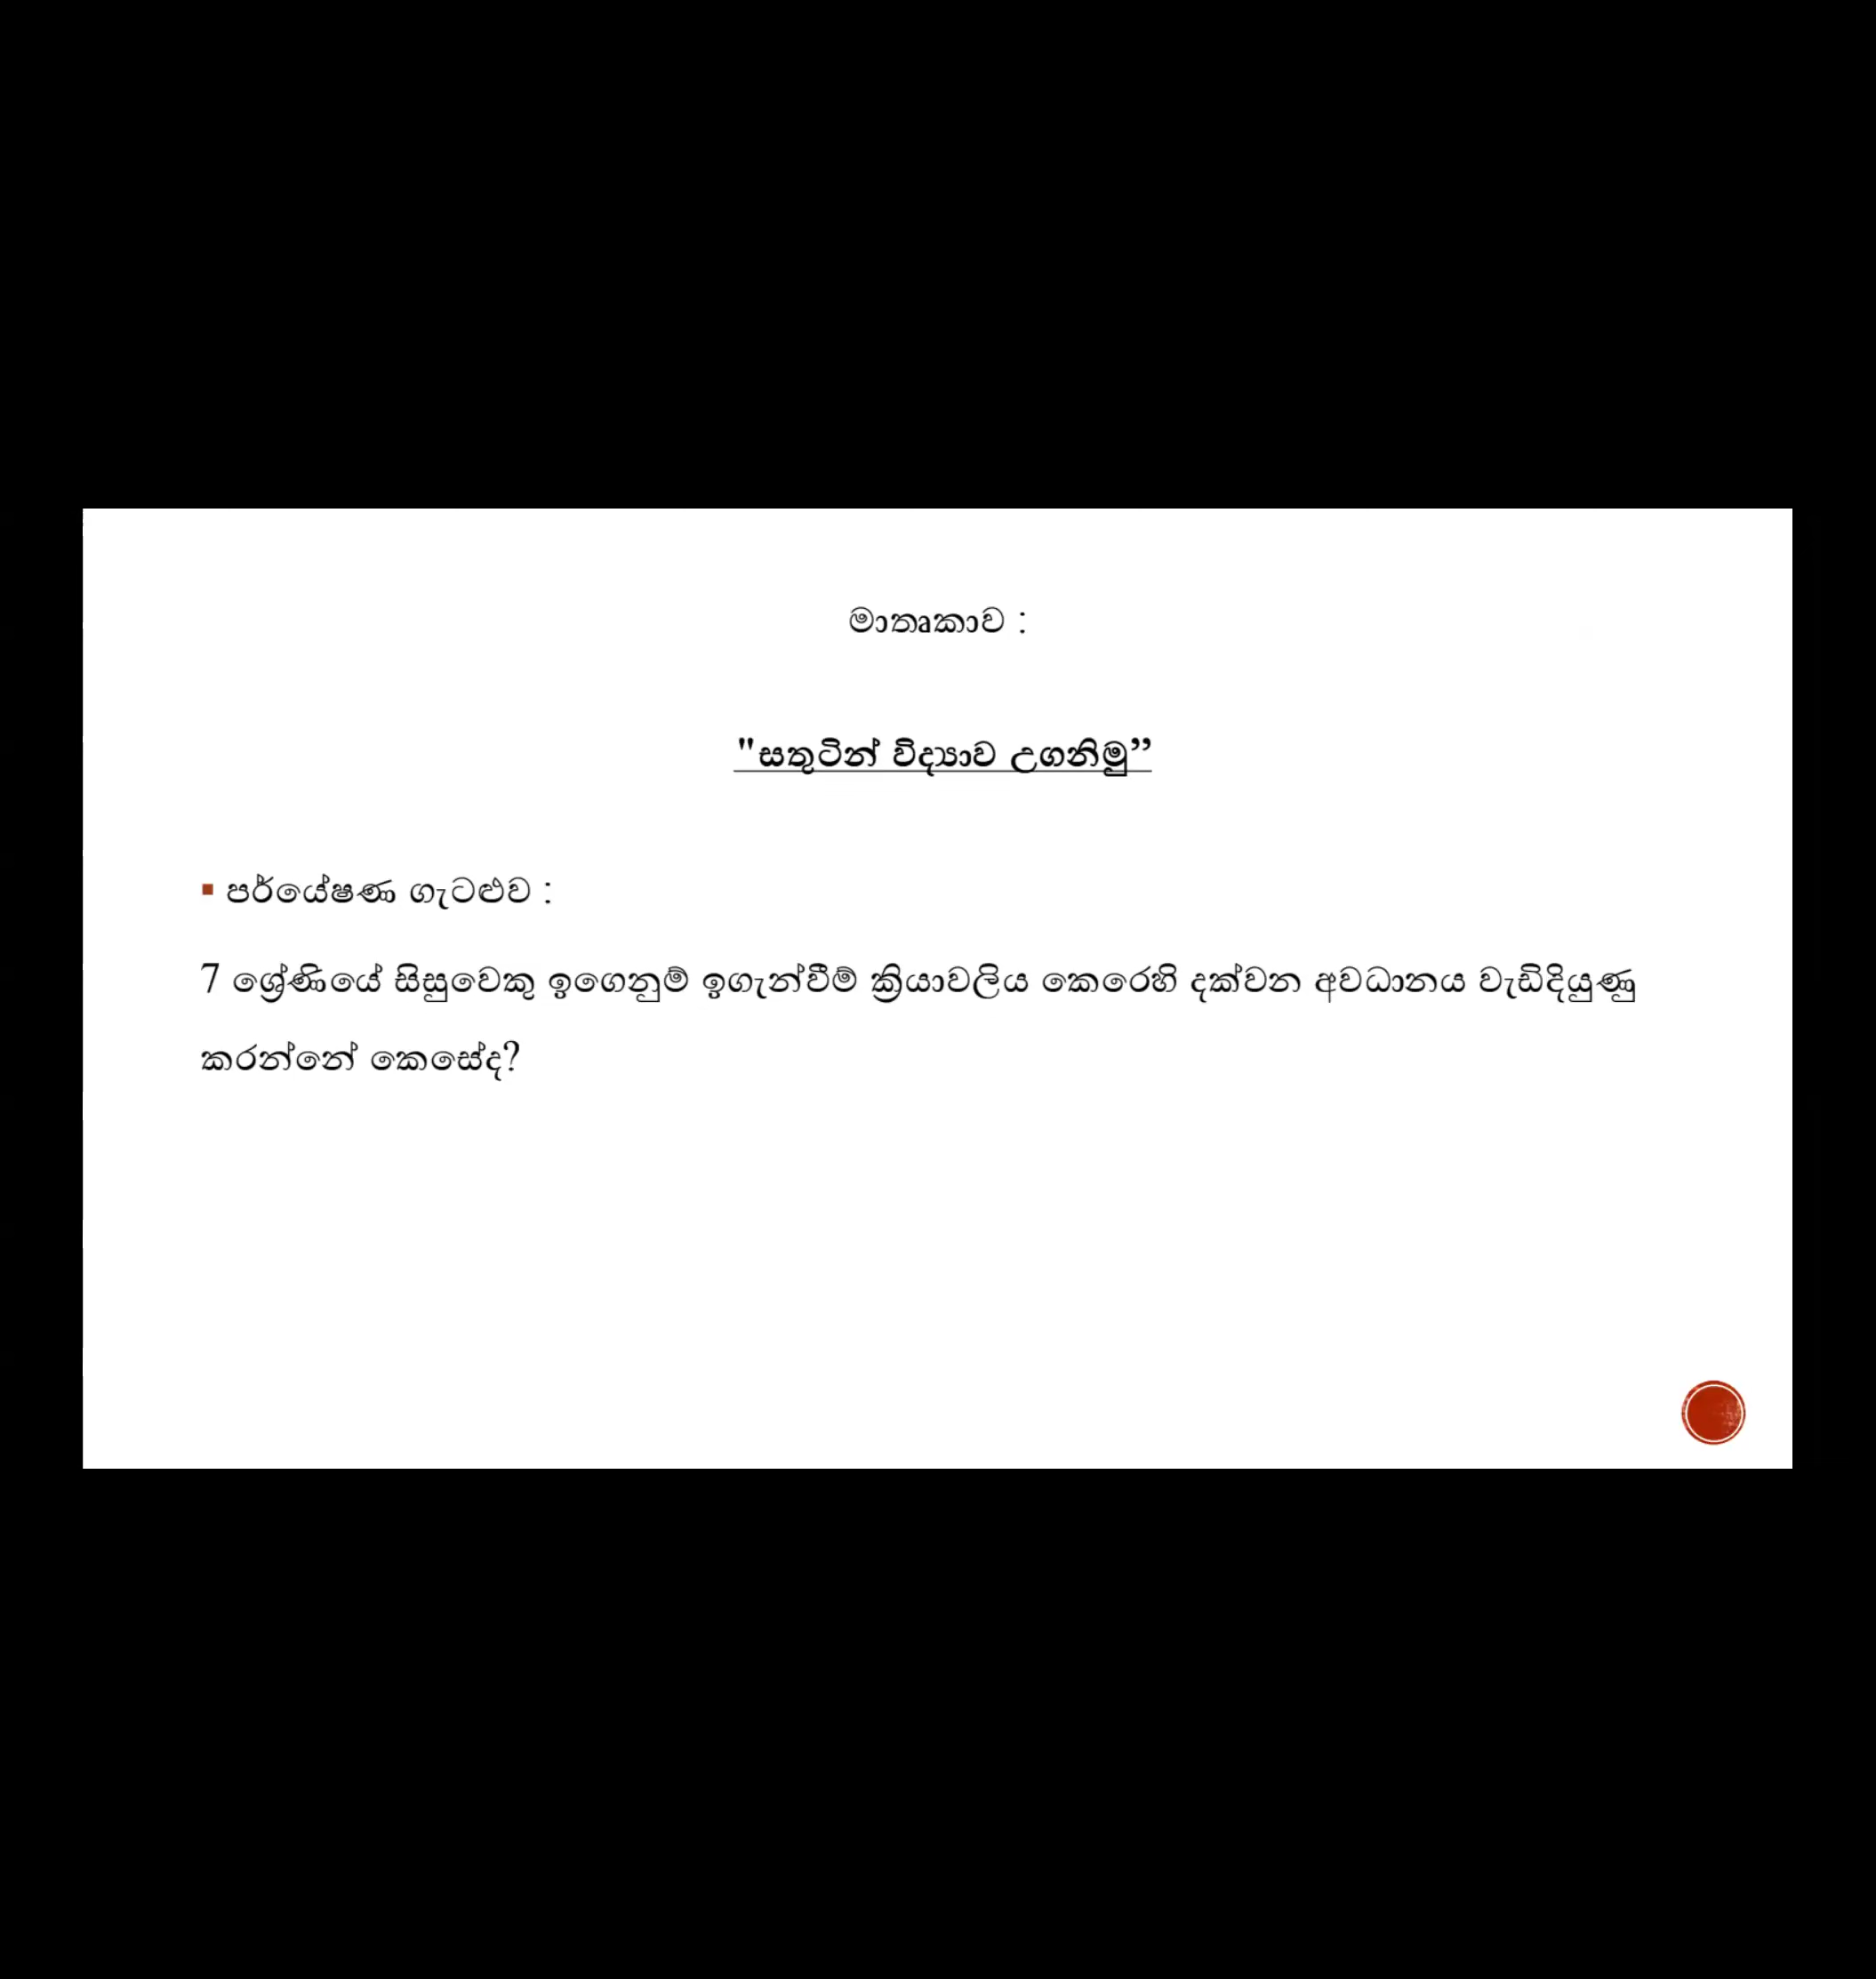 මාතෘකාව :
"සතුටින් විද්‍යාව උගනිමු”
▪ පර්යේෂණ ගැටළුව :
7 ශ්‍රේණියේ සිසුවෙකු ඉගෙනුම් ඉගැන්වීම් ක්‍රියාවලිය කෙරෙහි දක්වන අවධානය වැඩිදියුණු
කරන්නේ කෙසේද?